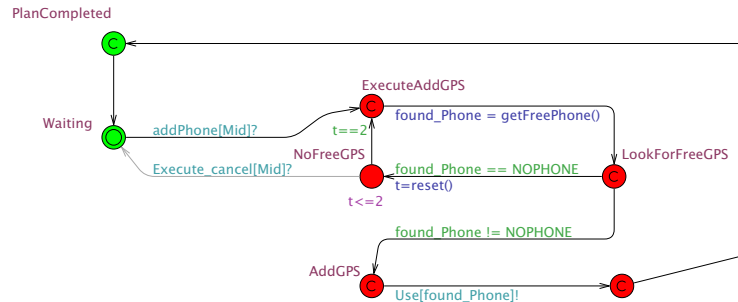 PlanCompleted
C
ExecuteAddGPS
C
found_Phone = getFreePhone()
Waiting
addPhone[Mid]?
t==2
NoFreeGPS
LookForFreeGPS
Execute_cancel[Mid]?
found_Phone == NOPHONE
C
t=reset()
t<=2
found_Phone != NOPHONE
AddGPS
C
C
Use[found_Phone]!